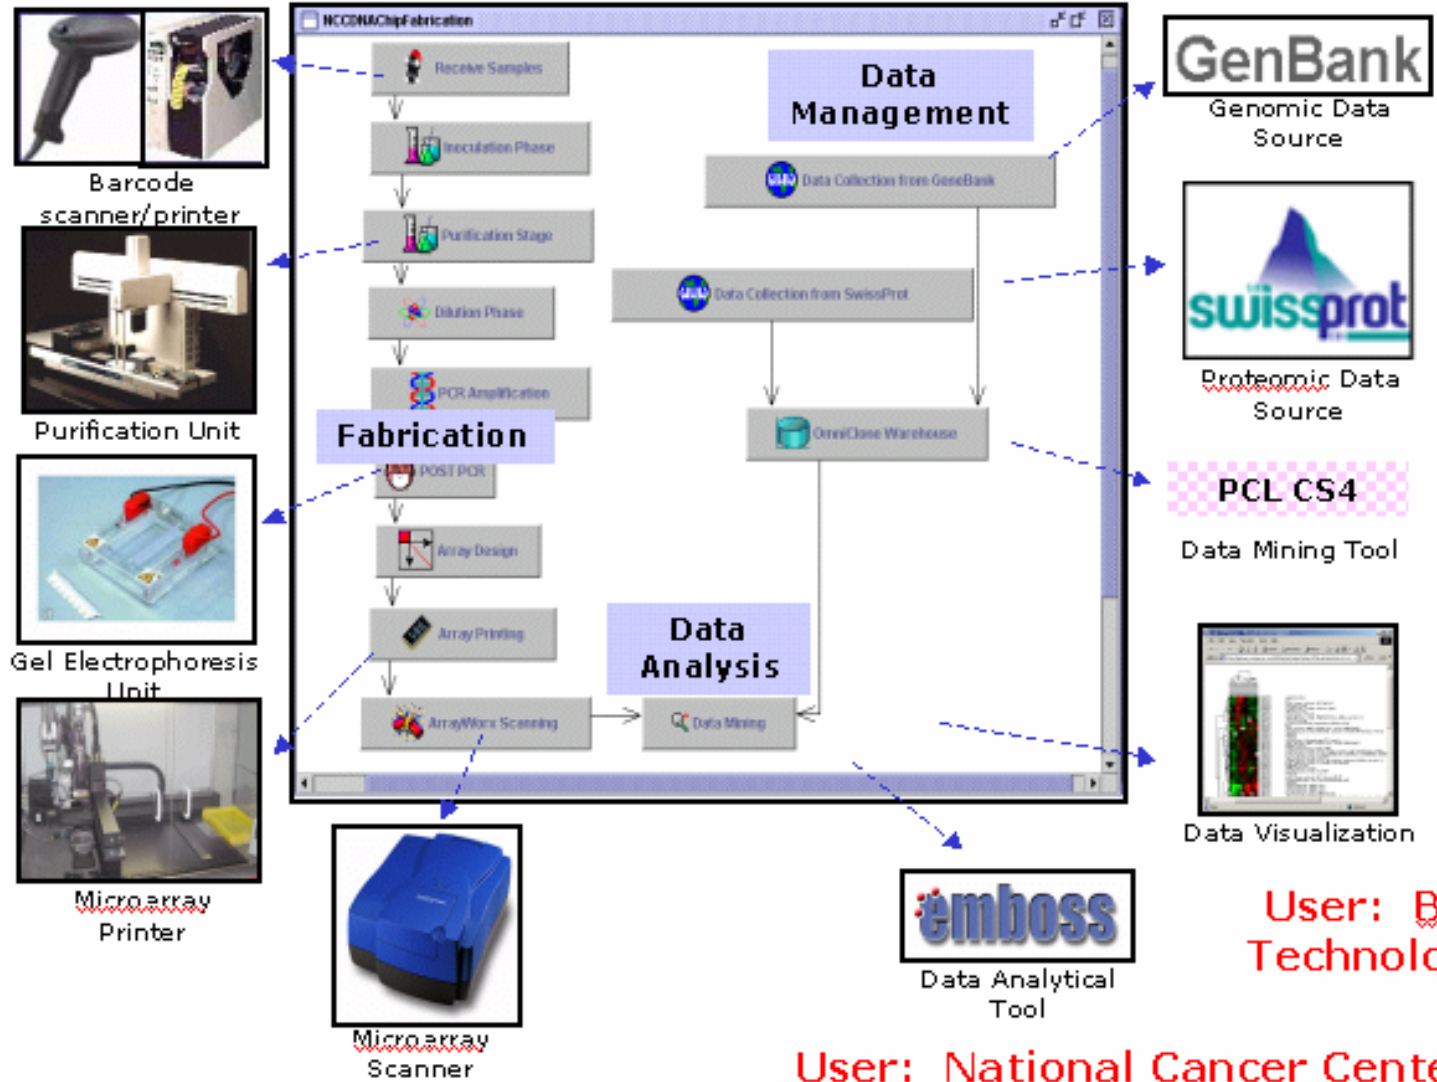 NCCDNAChipFabrication
Receive Samples
Inoculation Phase
Purification Stage
Dilution Phase
PCR Amplification
Fabrication
POST PCR
Array Design
Array Printing
ArrayWorx Scanning
Data
Management
Data Collection from GeneBank
Data Collection from SwissProt
OmniClone Warehouse
Data
Analysis
Data Mining
Barcode
scanner/printer
Purification Unit
Gel Electrophoresis
Unit
Microarray
Printer
Microarray
Scanner
GenBank
Genomic Data
Source
swissprot
Proteomic Data
Source
PCL CS4
Data Mining Tool
Data Visualization
emboss
Data Analytical
Tool
User: B
Technolo
User: National Cancer Cente